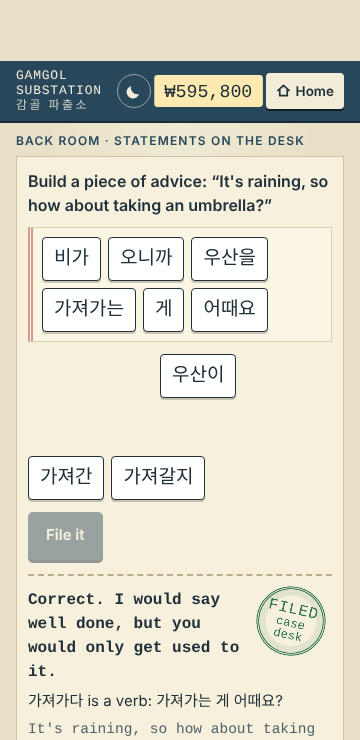 GAMGOL
SUBSTATION
감골 파출소
₩595,800
Home
BACK ROOM · STATEMENTS ON THE DESK
Build a piece of advice: “It's raining, so
how about taking an umbrella?”
비가 오니까 우산을
가져가는 게 어때요
우산이
가져간 가져갈지
File it
Correct. I would say
well done, but you
would only get used to
it.
FILED
case
desk
가져가다 is a verb: 가져가는 게 어때요?
It's raining, so how about taking